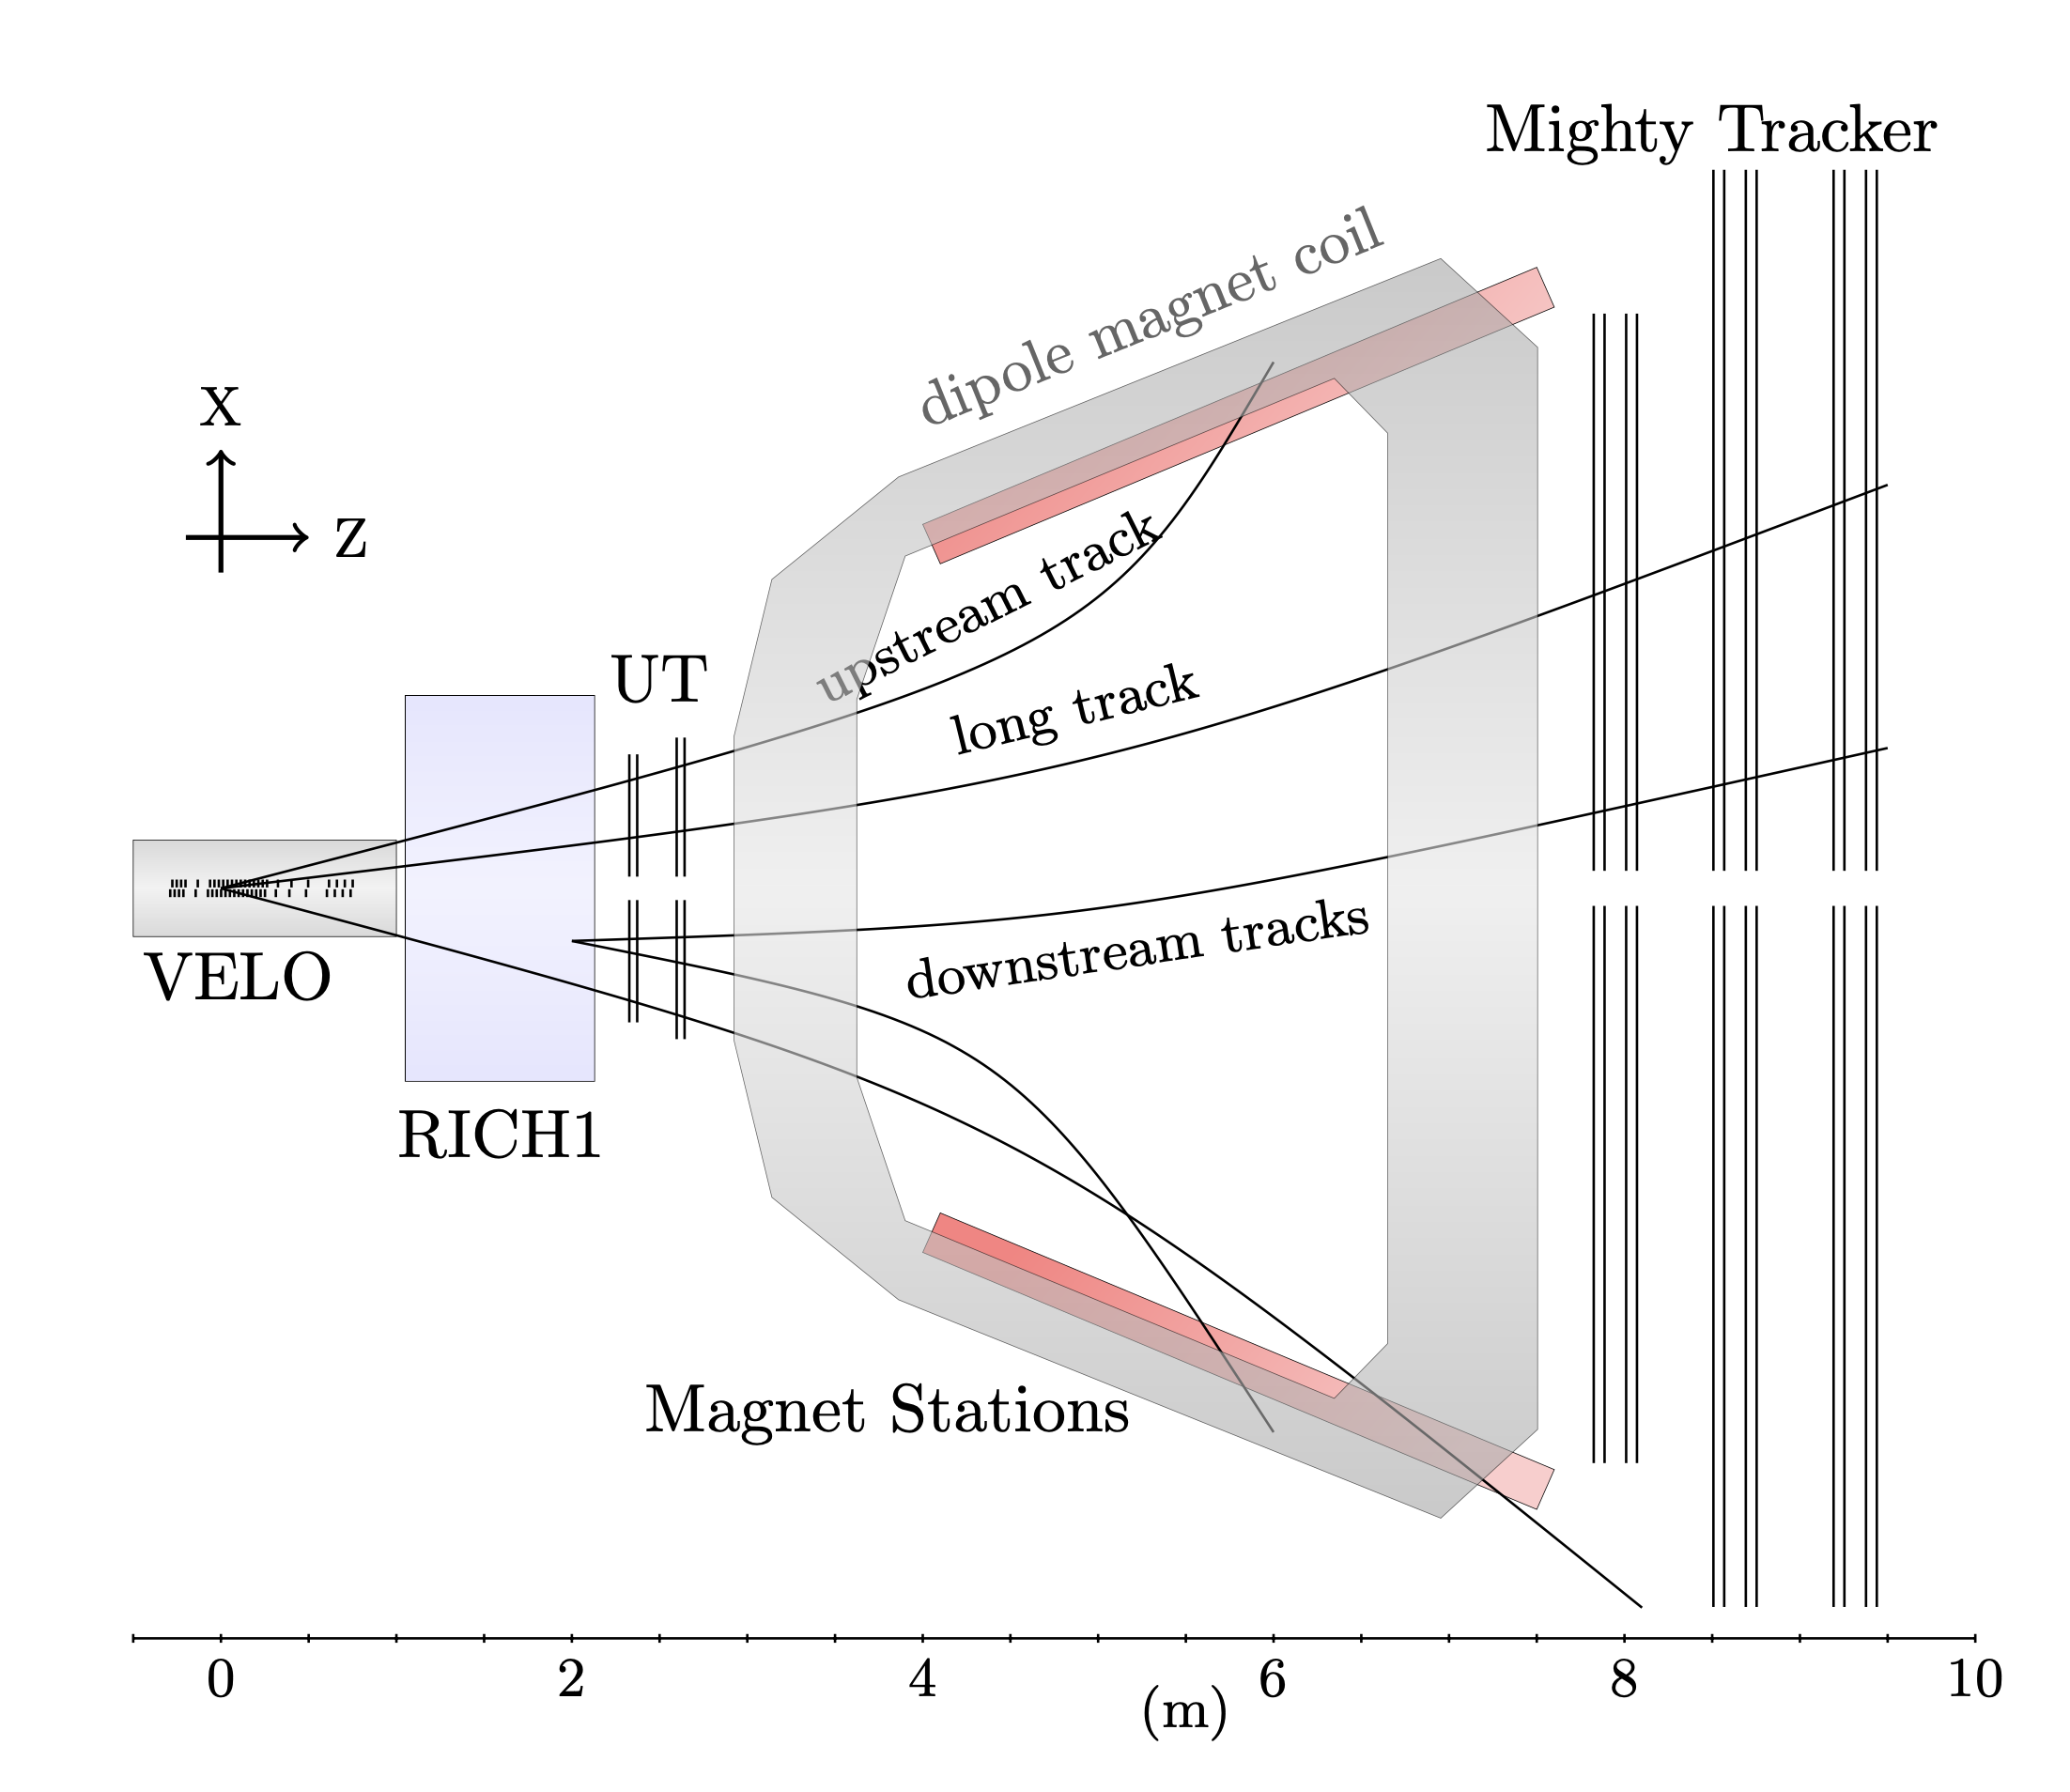 Mighty Tracker
dipole magnet coil
x
z
upstream track
UT
long track
downstream tracks
VELO
RICH1
Magnet Stations
0 2 4 6 8 10
(m)